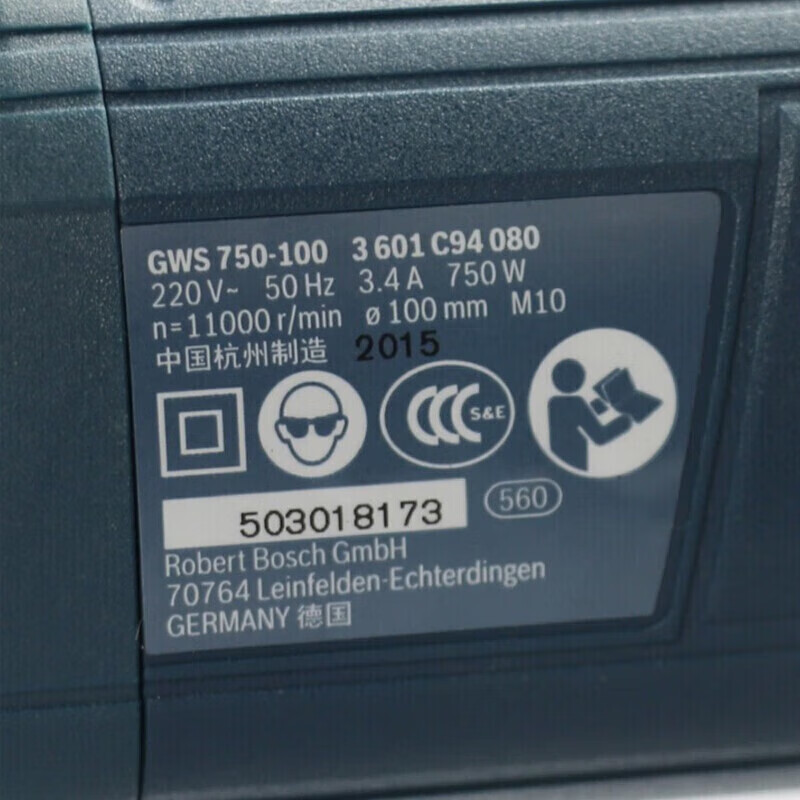 GWS 750-100 3 601 C94 080
220 V~ 50 Hz 3.4 A 750 W
n=11000 r/min ø 100 mm M10
中国杭州制造 2015
CCC S&E
503018173 560
Robert Bosch GmbH
70764 Leinfelden-Echterdingen
GERMANY 德国